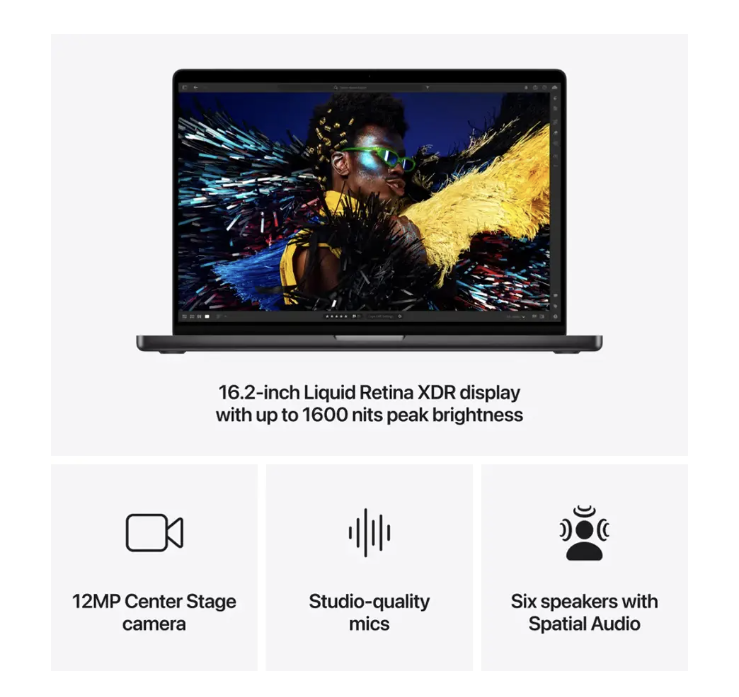 16.2-inch Liquid Retina XDR display
with up to 1600 nits peak brightness
12MP Center Stage
camera
Studio-quality
mics
Six speakers with
Spatial Audio